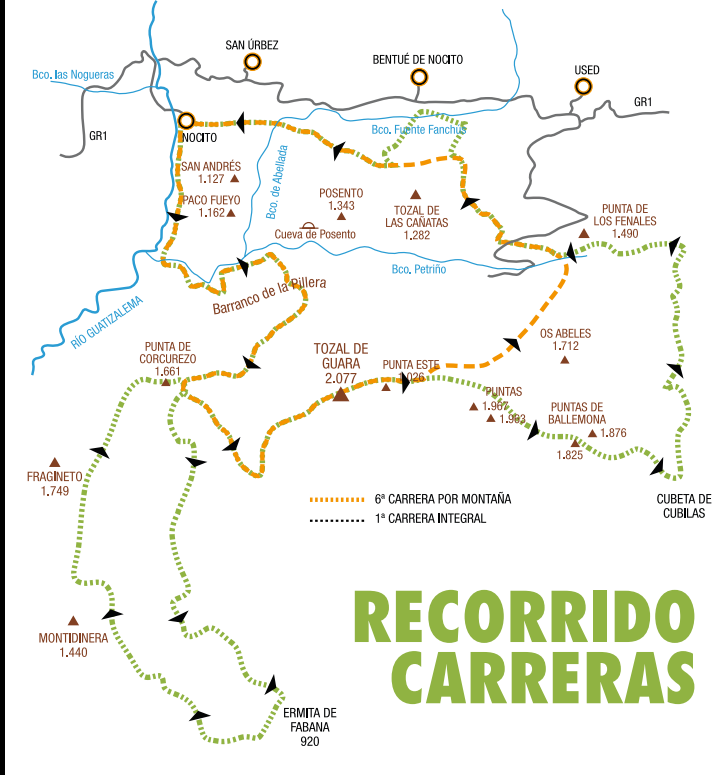 SAN ÚRBEZ
BENTUÉ DE NOCITO
USED
Bco. las Nogueras
GR1
GR1
NOCITO
Bco. Fuente Fanchus
SAN ANDRÉS
1.127
PACO FUEYO
1.162
Bco. de Abellada
POSENTO
1.343
Cueva de Posento
TOZAL DE
LAS CAÑATAS
1.282
PUNTA DE
LOS FENALES
1.490
Bco. Petriño
Barranco de la Pillera
RÍO GUATIZALEMA
PUNTA DE
CORCUREZO
1.661
TOZAL DE
GUARA
2.077
PUNTA ESTE
2.026
OS ABELES
1.712
PUNTAS
1.967
1.983
PUNTAS DE
BALLEMONA
1.876
1.825
FRAGINETO
1.749
CUBETA DE
CUBILAS
6ª CARRERA POR MONTAÑA
1ª CARRERA INTEGRAL
RECORRIDO
CARRERAS
MONTIDINERA
1.440
ERMITA DE
FABANA
920